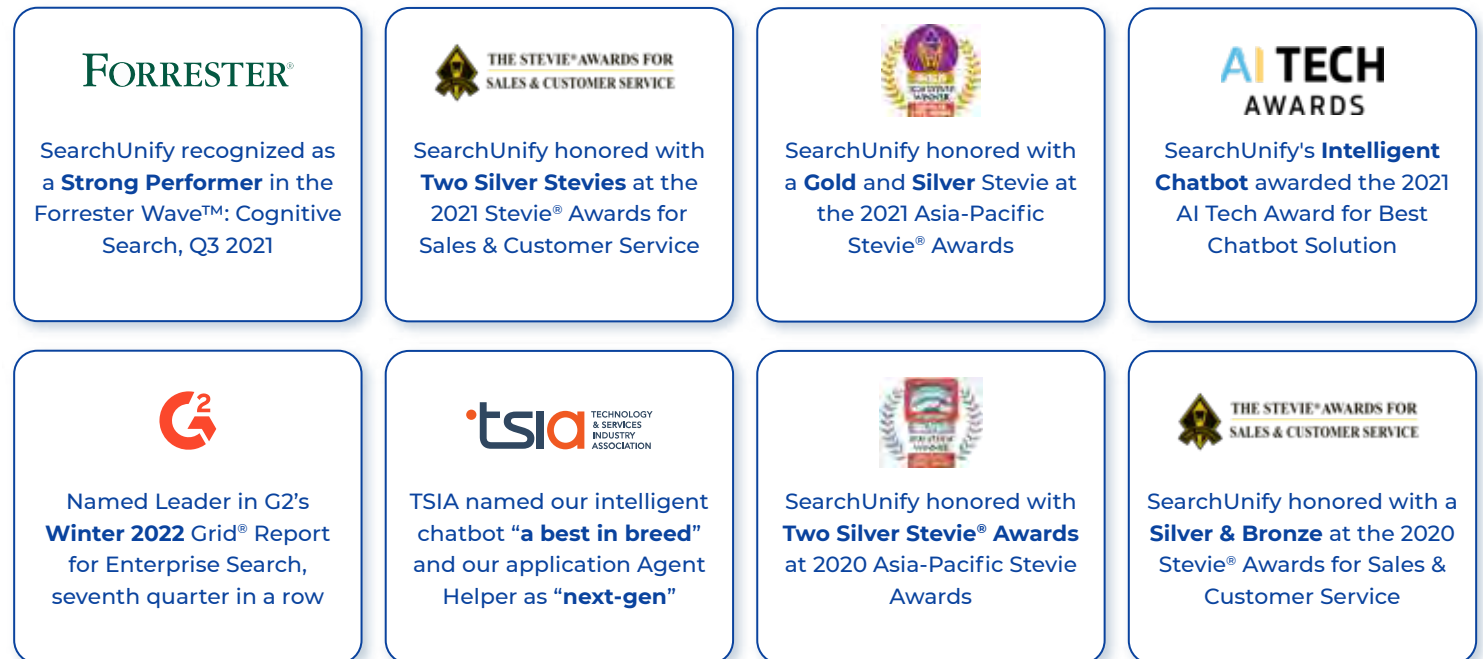 FORRESTER®
SearchUnify recognized as
a Strong Performer in the
Forrester Wave™: Cognitive
Search, Q3 2021
THE STEVIE® AWARDS FOR
SALES & CUSTOMER SERVICE
SearchUnify honored with
Two Silver Stevies at the
2021 Stevie® Awards for
Sales & Customer Service
WINNER
SearchUnify honored with
a Gold and Silver Stevie at
the 2021 Asia-Pacific
Stevie® Awards
AI TECH
AWARDS
SearchUnify's Intelligent
Chatbot awarded the 2021
AI Tech Award for Best
Chatbot Solution
G2
Named Leader in G2’s
Winter 2022 Grid® Report
for Enterprise Search,
seventh quarter in a row
tsia
TECHNOLOGY
& SERVICES
INDUSTRY
ASSOCIATION
TSIA named our intelligent
chatbot “a best in breed”
and our application Agent
Helper as “next-gen”
WINNER
SearchUnify honored with
Two Silver Stevie® Awards
at 2020 Asia-Pacific Stevie
Awards
THE STEVIE® AWARDS FOR
SALES & CUSTOMER SERVICE
SearchUnify honored with a
Silver & Bronze at the 2020
Stevie® Awards for Sales &
Customer Service